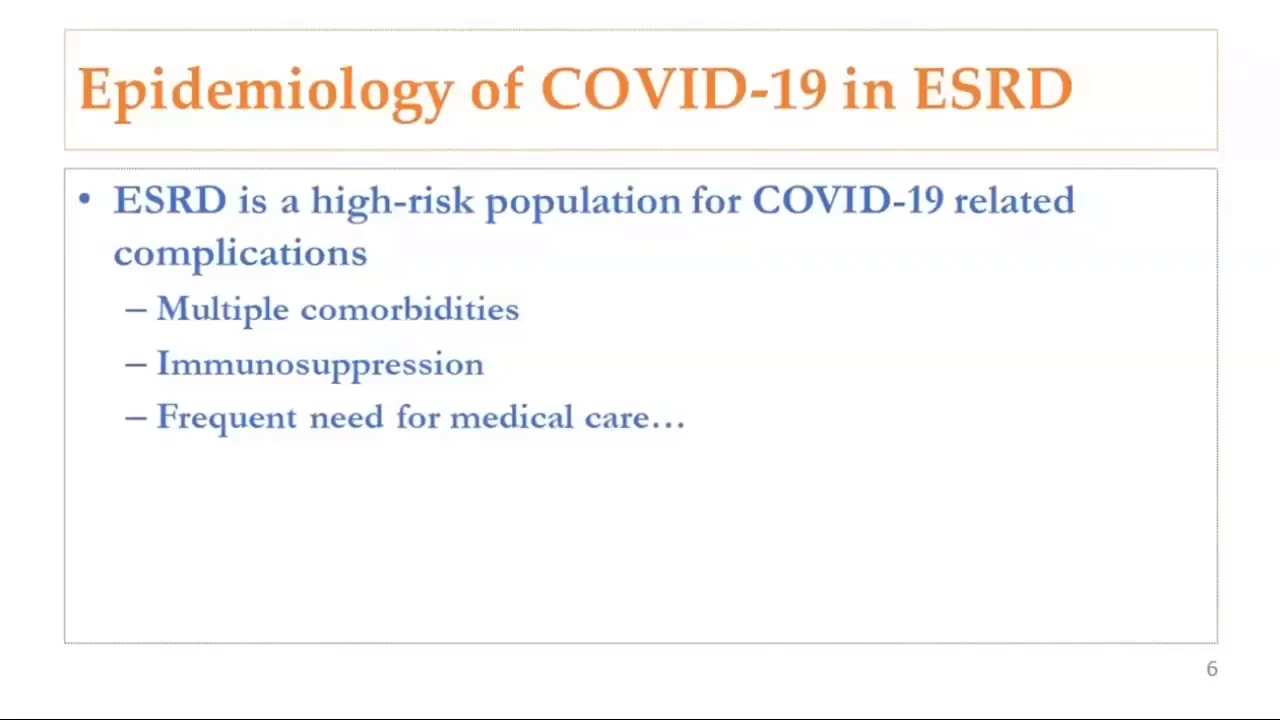 Epidemiology of COVID-19 in ESRD
• ESRD is a high-risk population for COVID-19 related
complications
– Multiple comorbidities
– Immunosuppression
– Frequent need for medical care…
6